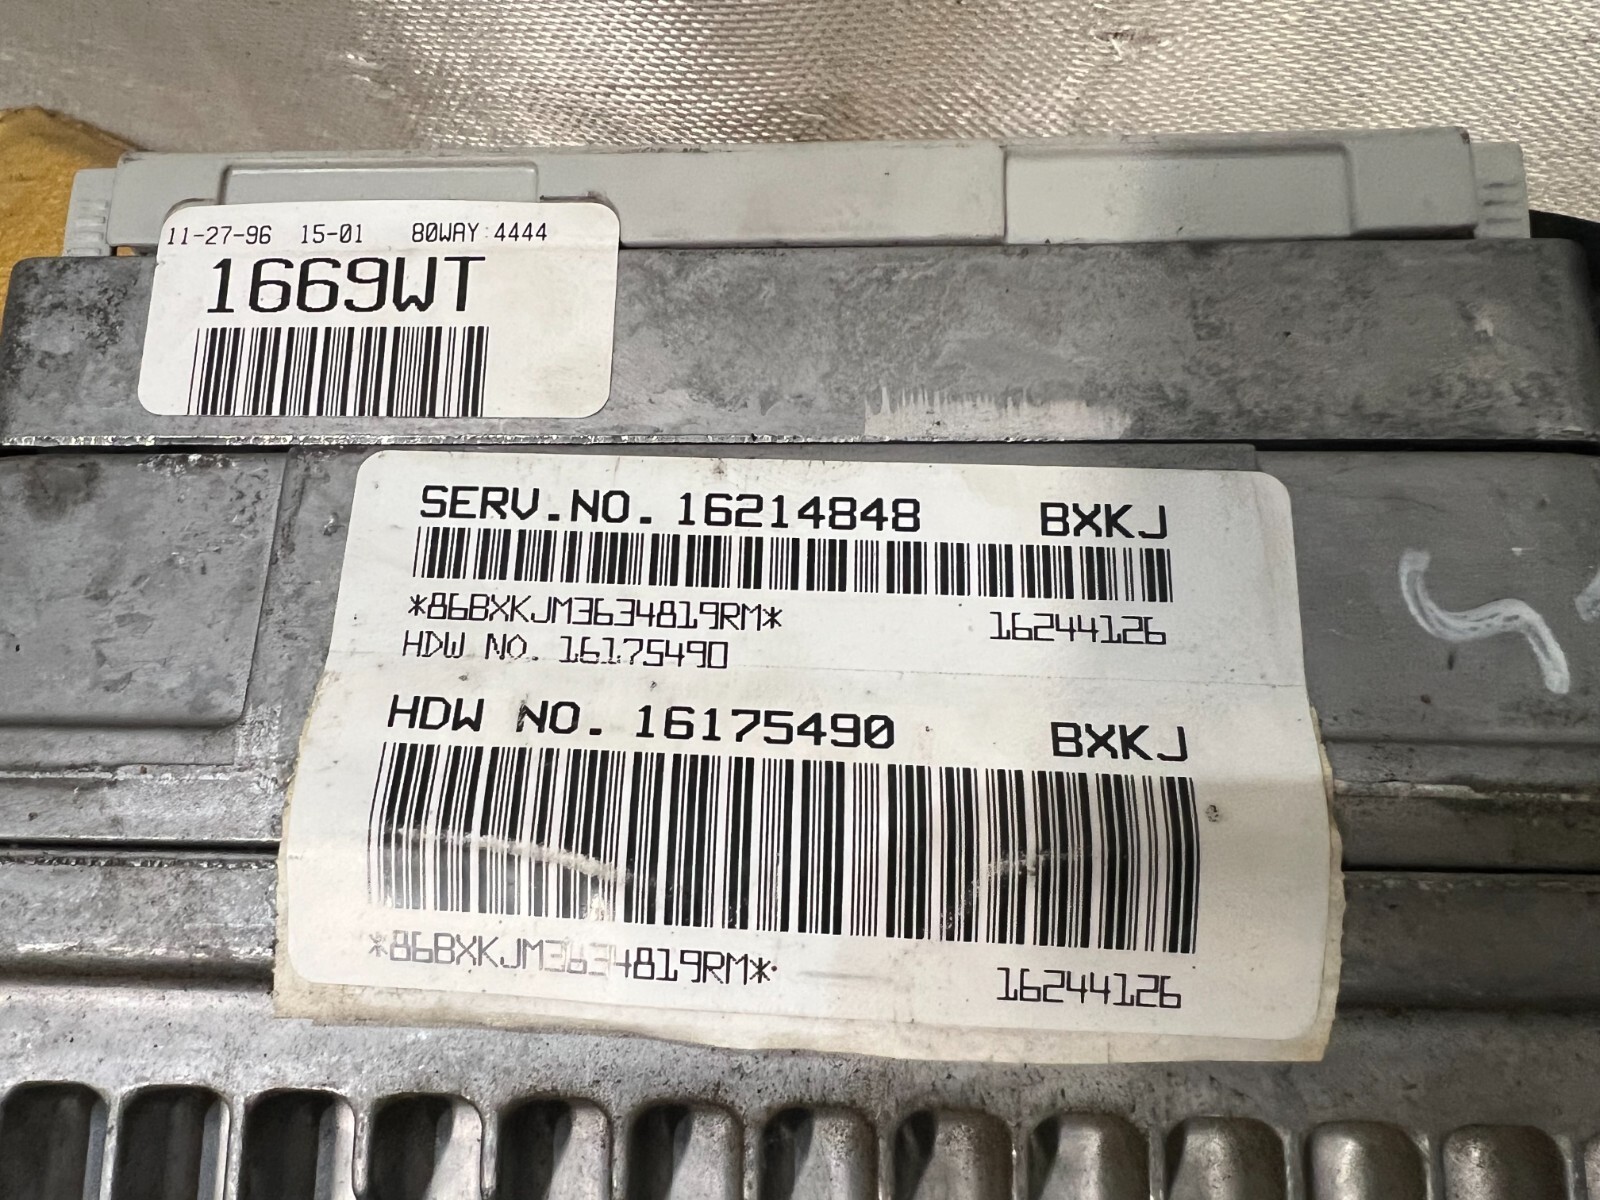 11-27-96 15-01 80WAY:4444
1669WT
SERV.NO. 16214848 BXKJ
*86BXKJM3634819RM* 16244126
HDW NO. 16175490
HDW NO. 16175490 BXKJ
*86BXKJM3634819RM* 16244126